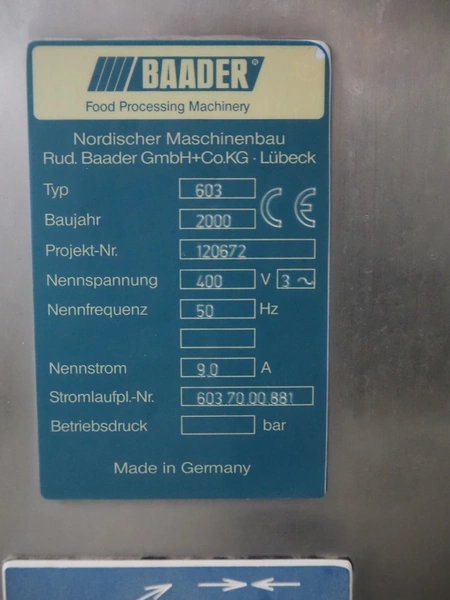 BAADER®
Food Processing Machinery
Nordischer Maschinenbau
Rud. Baader GmbH+Co.KG · Lübeck
Typ 603
Baujahr 2000 CE
Projekt-Nr. 120672
Nennspannung 400 V 3 ~
Nennfrequenz 50 Hz
Nennstrom 9,0 A
Stromlaufpl.-Nr. 603.70.00.881
Betriebsdruck bar
Made in Germany